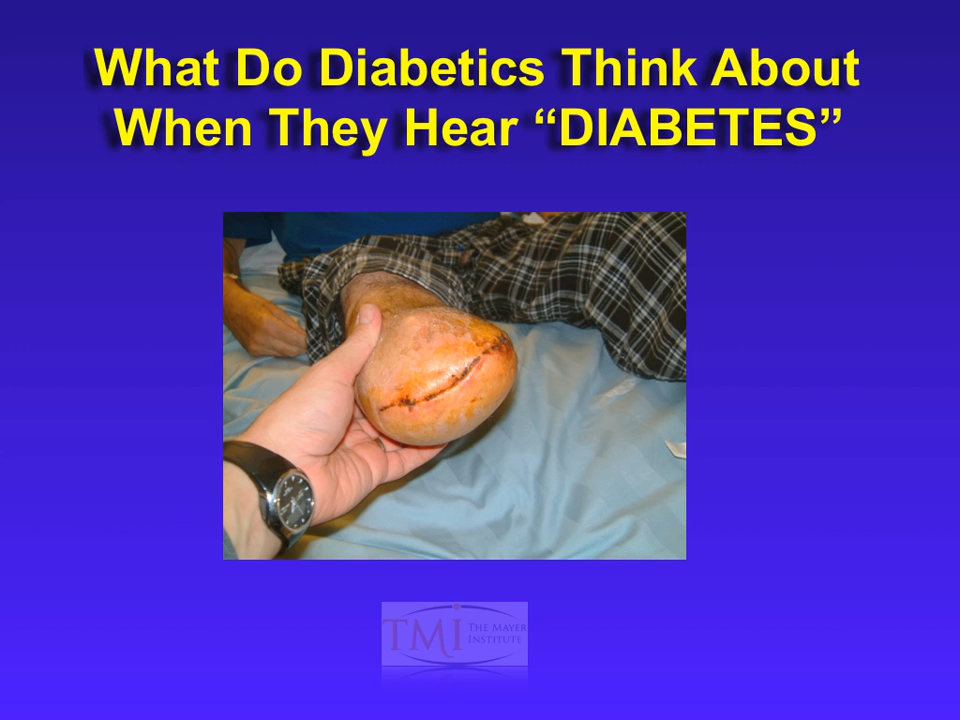 What Do Diabetics Think About
When They Hear “DIABETES”
TMI THE MAYER
INSTITUTE